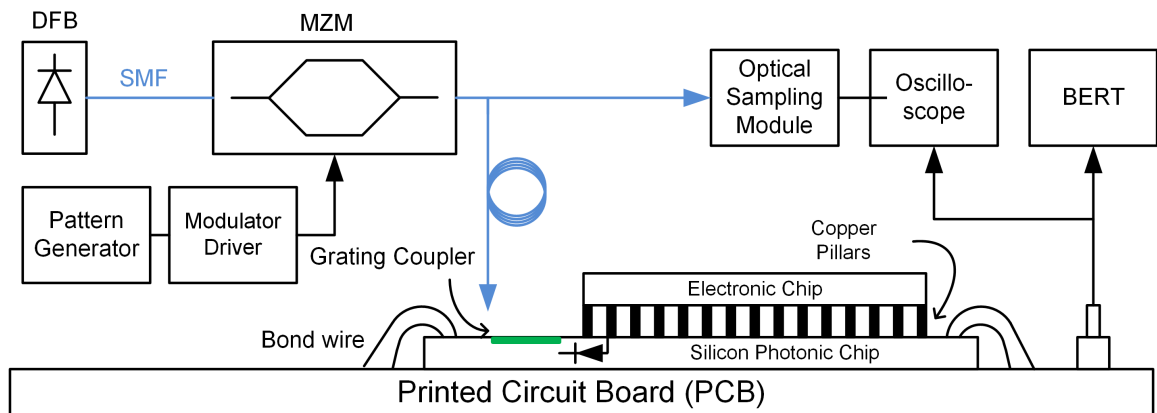 DFB
MZM
SMF
Optical
Sampling
Module
Oscillo-
scope
BERT
Pattern
Generator
Modulator
Driver
Grating Coupler
Copper
Pillars
Electronic Chip
Bond wire
Silicon Photonic Chip
Printed Circuit Board (PCB)